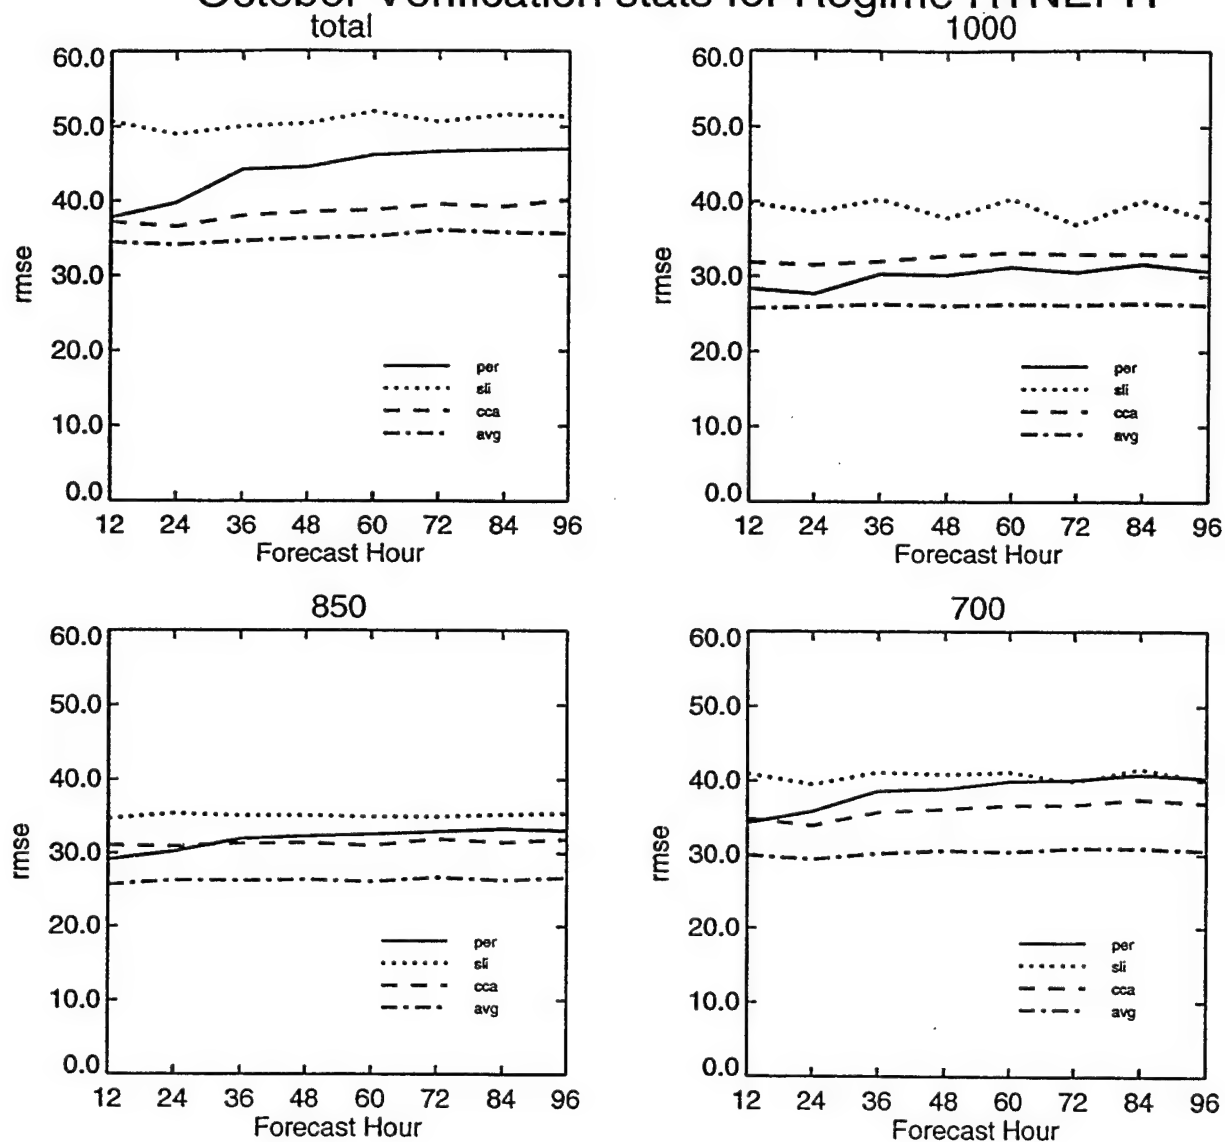 October Verification stats for Regime RTNEPH
total
60.0
50.0
40.0
30.0
20.0
10.0
0.0
rmse
per
sli
cca
avg
12 24 36 48 60 72 84 96
Forecast Hour
1000
60.0
50.0
40.0
30.0
20.0
10.0
0.0
rmse
per
sli
cca
avg
12 24 36 48 60 72 84 96
Forecast Hour
850
60.0
50.0
40.0
30.0
20.0
10.0
0.0
rmse
per
sli
cca
avg
12 24 36 48 60 72 84 96
Forecast Hour
700
60.0
50.0
40.0
30.0
20.0
10.0
0.0
rmse
per
sli
cca
avg
12 24 36 48 60 72 84 96
Forecast Hour